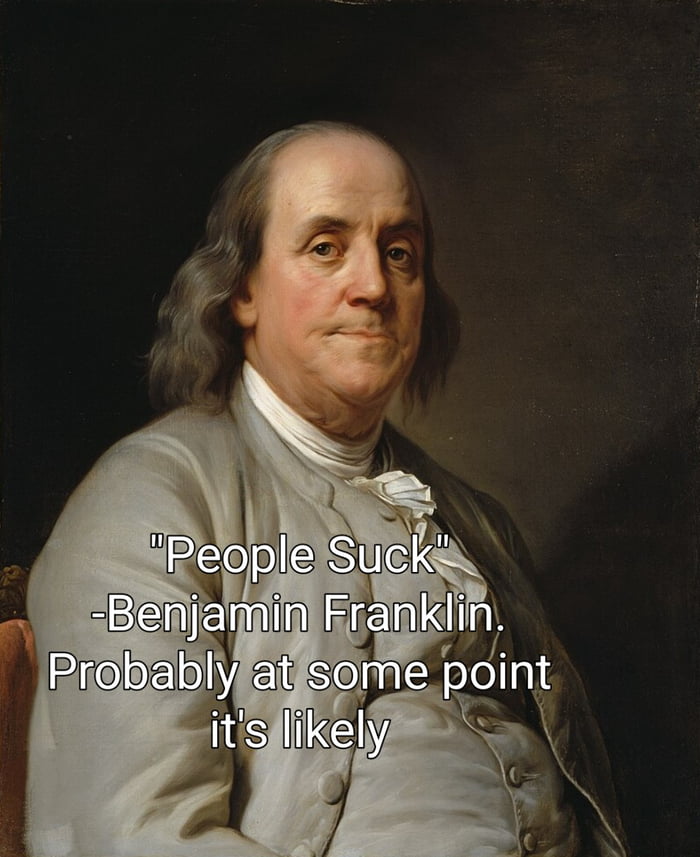 "People Suck"
-Benjamin Franklin.
Probably at some point
it's likely